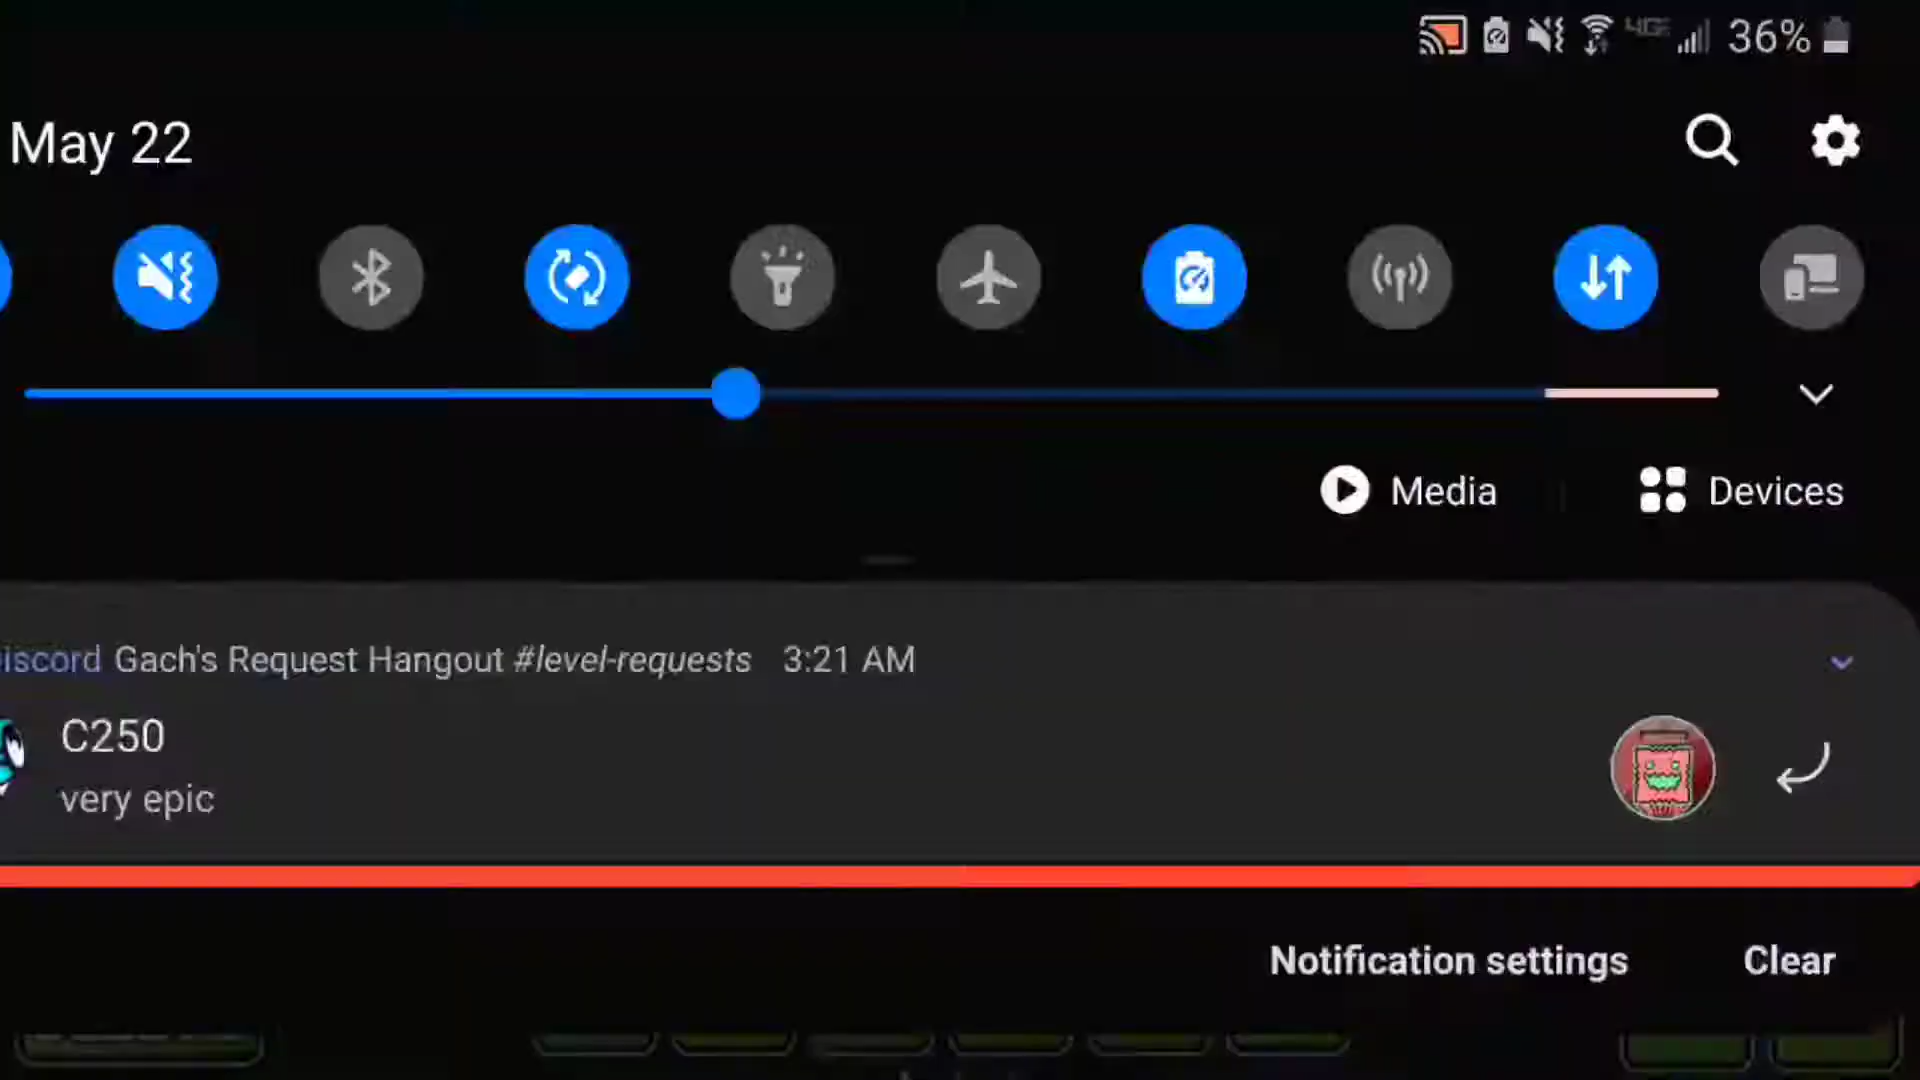 4GE 36%
May 22
Media Devices
iscord Gach's Request Hangout #level-requests 3:21 AM
C250
very epic
Notification settings Clear